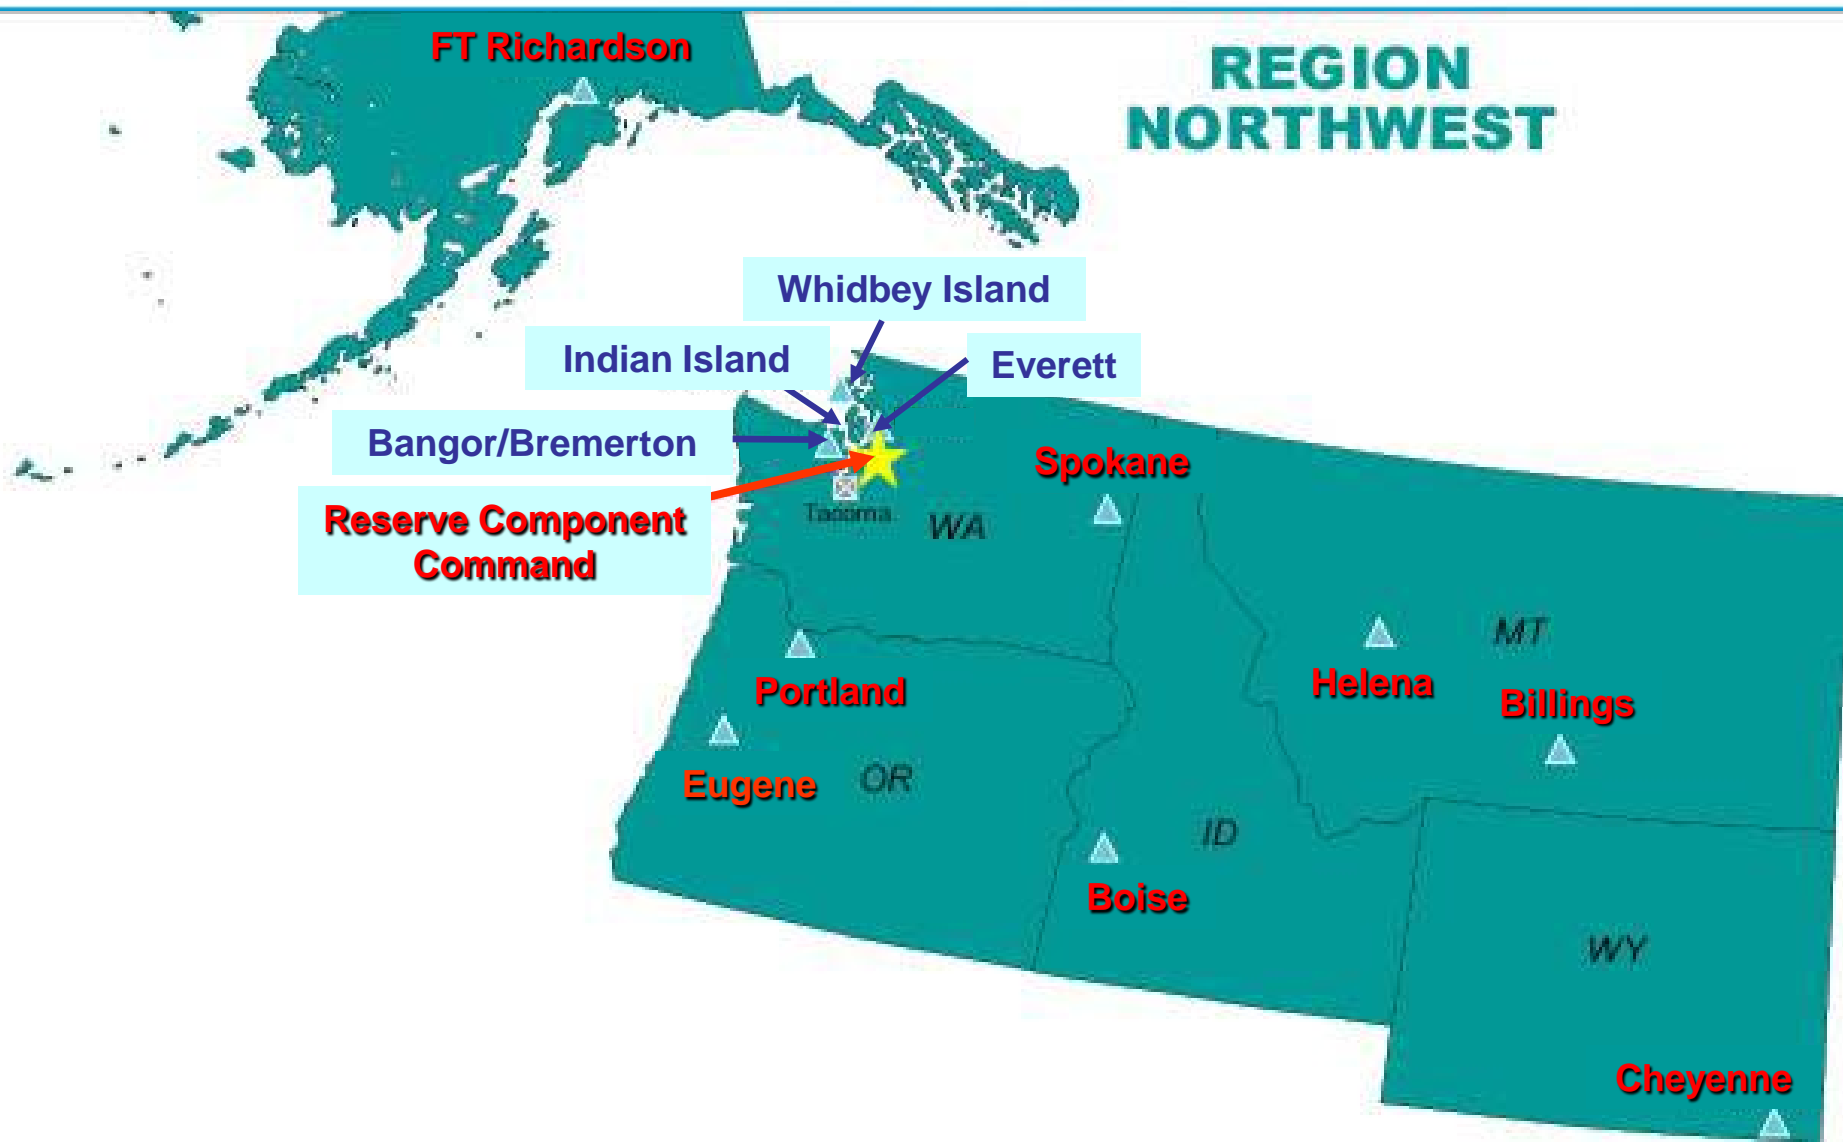 FT Richardson
REGION
NORTHWEST
Whidbey Island
Indian Island
Everett
Bangor/Bremerton
Spokane
Reserve Component
Command
Tacoma
WA
MT
Portland
Helena
Billings
Eugene
OR
ID
Boise
WY
Cheyenne